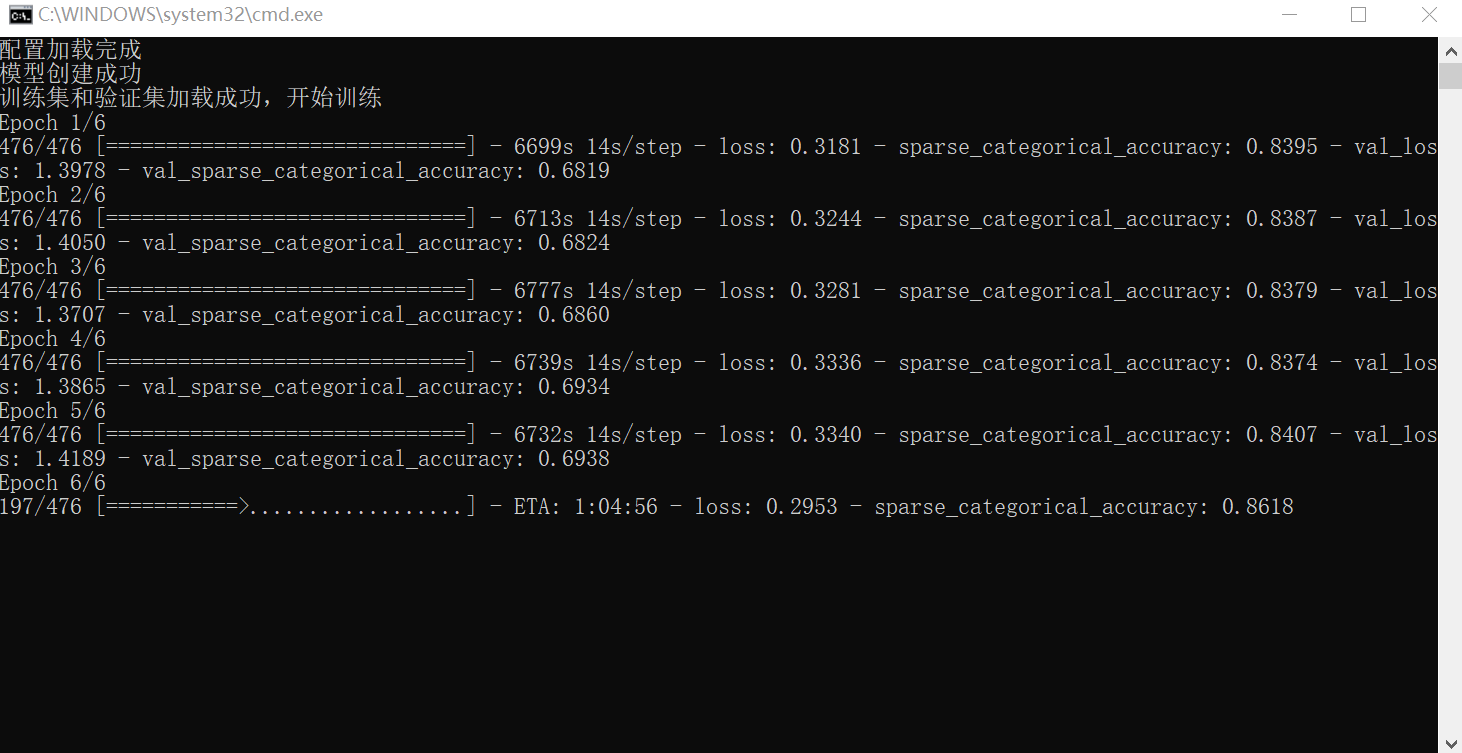 C:\WINDOWS\system32\cmd.exe
配置加载完成
模型创建成功
训练集和验证集加载成功，开始训练
Epoch 1/6
476/476 [==============================] - 6699s 14s/step - loss: 0.3181 - sparse_categorical_accuracy: 0.8395 - val_los
s: 1.3978 - val_sparse_categorical_accuracy: 0.6819
Epoch 2/6
476/476 [==============================] - 6713s 14s/step - loss: 0.3244 - sparse_categorical_accuracy: 0.8387 - val_los
s: 1.4050 - val_sparse_categorical_accuracy: 0.6824
Epoch 3/6
476/476 [==============================] - 6777s 14s/step - loss: 0.3281 - sparse_categorical_accuracy: 0.8379 - val_los
s: 1.3707 - val_sparse_categorical_accuracy: 0.6860
Epoch 4/6
476/476 [==============================] - 6739s 14s/step - loss: 0.3336 - sparse_categorical_accuracy: 0.8374 - val_los
s: 1.3865 - val_sparse_categorical_accuracy: 0.6934
Epoch 5/6
476/476 [==============================] - 6732s 14s/step - loss: 0.3340 - sparse_categorical_accuracy: 0.8407 - val_los
s: 1.4189 - val_sparse_categorical_accuracy: 0.6938
Epoch 6/6
197/476 [===========>..................] - ETA: 1:04:56 - loss: 0.2953 - sparse_categorical_accuracy: 0.8618